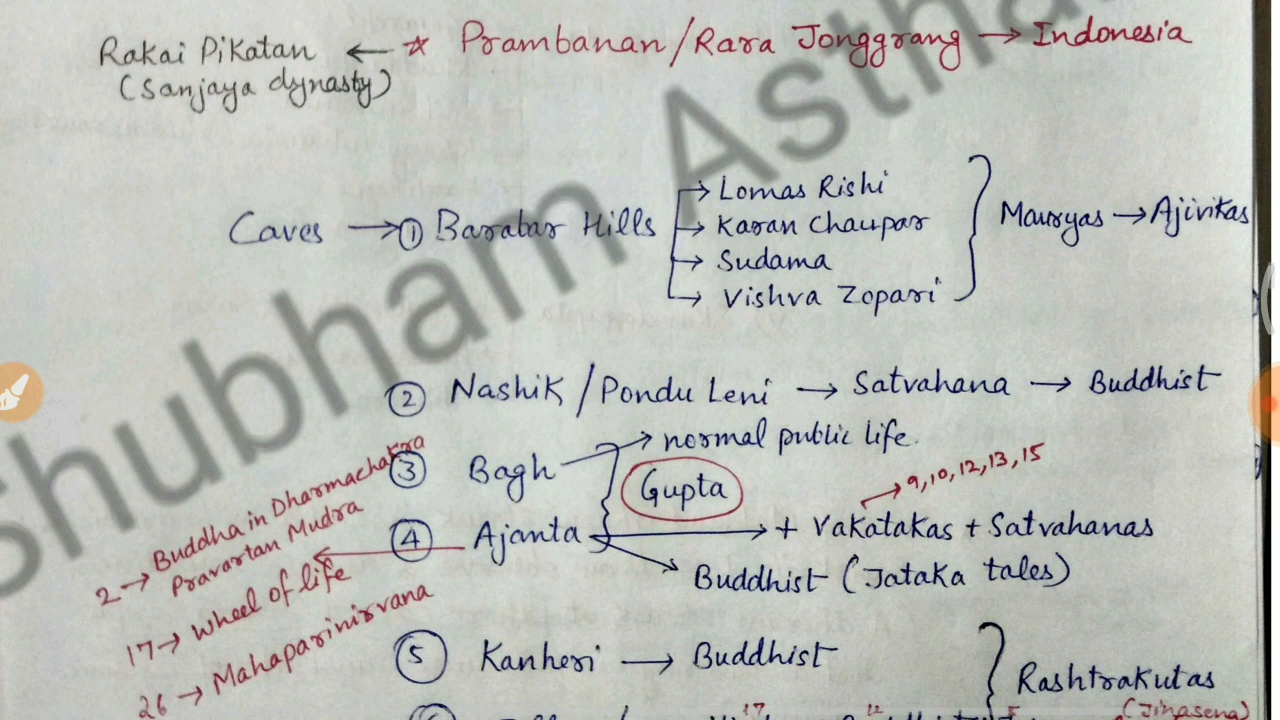 Rakai Pikatan ← ☆ Prambanan/Rara Jonggrang → Indonesia
(Sanjaya dynasty)
Caves → ① Barabar Hills
→ Lomas Rishi
→ Karan Chaupar
→ Sudama
→ Vishva Zopari
} Mauryas → Ajivikas
② Nashik / Pondu Leni → Satvahana → Buddhist
③ Bagh → normal public life.
Gupta
→ 9, 10, 12, 13, 15
④ Ajanta → + Vakatakas + Satvahanas
Buddhist (Jataka tales)
2 → Buddha in Dharmachakra
Pravartan Mudra
17 → Wheel of life
26 → Mahaparinirvana
⑤ Kanheri → Buddhist
} Rashtrakutas
(Jinasena)
Shubham Astha